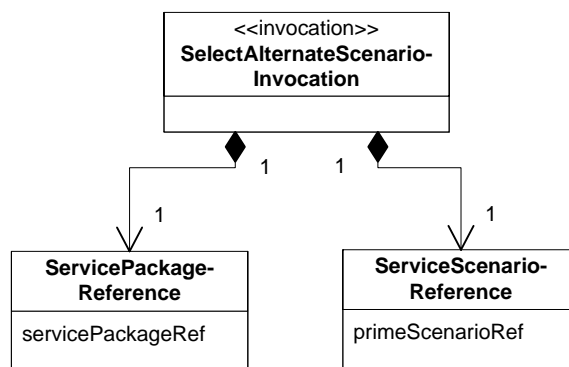 <<invocation>>
SelectAlternateScenario-
Invocation
1 1
1 1
ServicePackage-
Reference
servicePackageRef
ServiceScenario-
Reference
primeScenarioRef